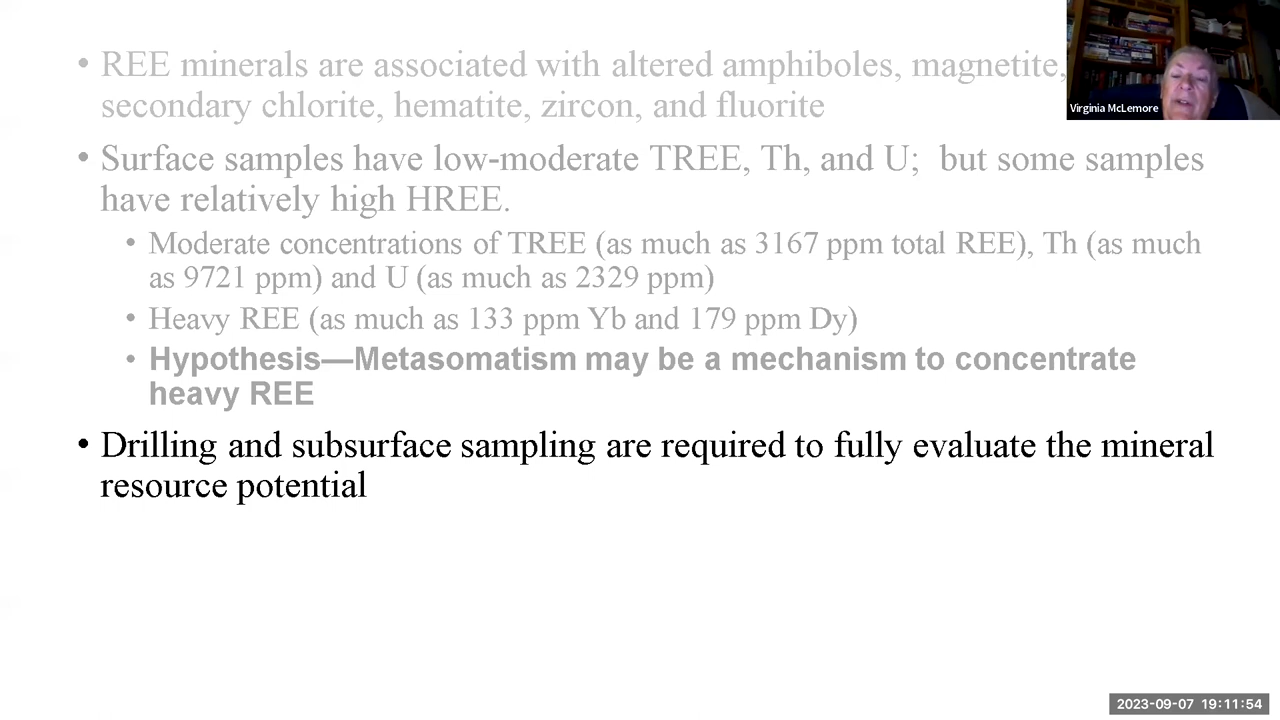 • REE minerals are associated with altered amphiboles, magnetite,
secondary chlorite, hematite, zircon, and fluorite
Virginia McLemore
• Surface samples have low-moderate TREE, Th, and U;  but some samples
have relatively high HREE.
• Moderate concentrations of TREE (as much as 3167 ppm total REE), Th (as much
as 9721 ppm) and U (as much as 2329 ppm)
• Heavy REE (as much as 133 ppm Yb and 179 ppm Dy)
• Hypothesis—Metasomatism may be a mechanism to concentrate
heavy REE
• Drilling and subsurface sampling are required to fully evaluate the mineral
resource potential
2023-09-07 19:11:54